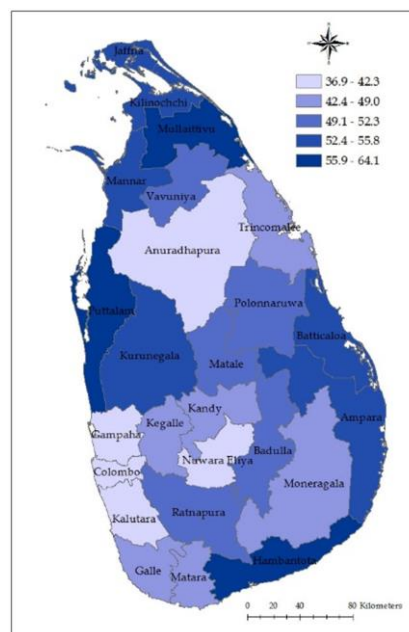 Jaffna
36.9 - 42.3
42.4 - 49.0
49.1 - 52.3
52.4 - 55.8
55.9 - 64.1
Kilinochchi
Mullaittivu
Mannar
Vavuniya
Trincomalee
Anuradhapura
Polonnaruwa
Puttalam
Batticaloa
Kurunegala
Matale
Kandy
Ampara
Kegalle
Gampaha
Nuwara Eliya
Badulla
Colombo
Moneragala
Kalutara
Ratnapura
Hambantota
Galle
Matara
0 20 40 80 Kilometers